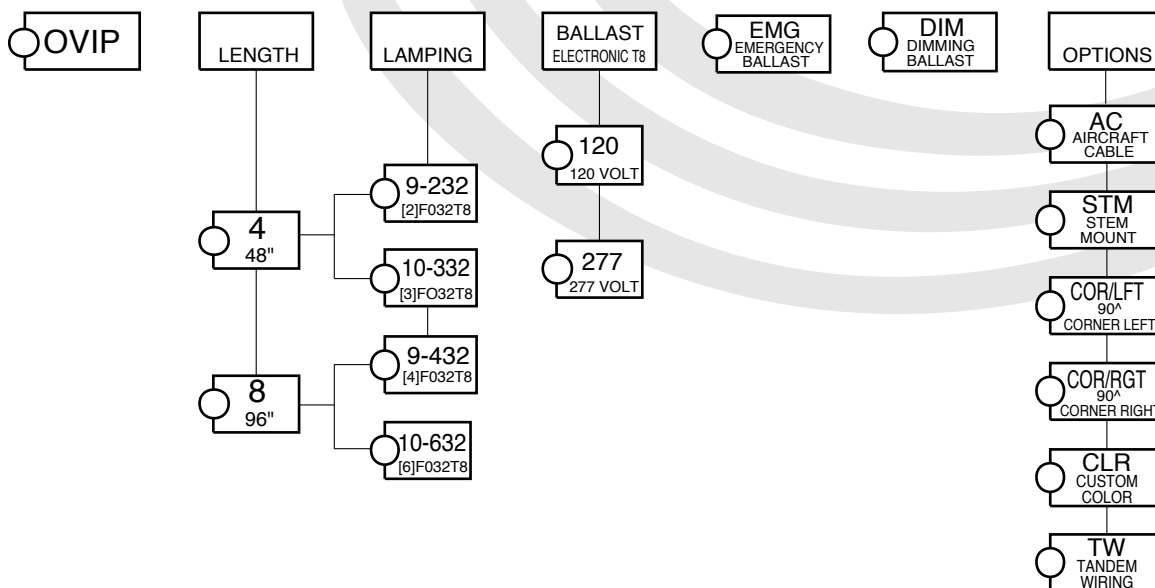 OVIP
LENGTH
LAMPING
BALLAST
ELECTRONIC T8
EMG
EMERGENCY
BALLAST
DIM
DIMMING
BALLAST
OPTIONS
4
48"
8
96"
9-232
[2]F032T8
10-332
[3]FO32T8
9-432
[4]F032T8
10-632
[6]F032T8
120
120 VOLT
277
277 VOLT
AC
AIRCRAFT
CABLE
STM
STEM
MOUNT
COR/LFT
90^
CORNER LEFT
COR/RGT
90^
CORNER RIGHT
CLR
CUSTOM
COLOR
TW
TANDEM
WIRING